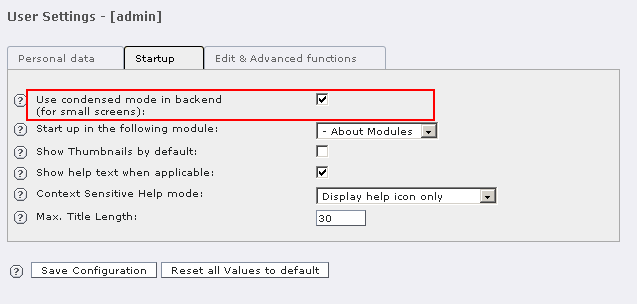 User Settings - [admin]
Personal data
Startup
Edit & Advanced functions
? Use condensed mode in backend
(for small screens):
? Start up in the following module: - About Modules
? Show Thumbnails by default:
? Show help text when applicable:
? Context Sensitive Help mode: Display help icon only
? Max. Title Length: 30
? Save Configuration Reset all Values to default